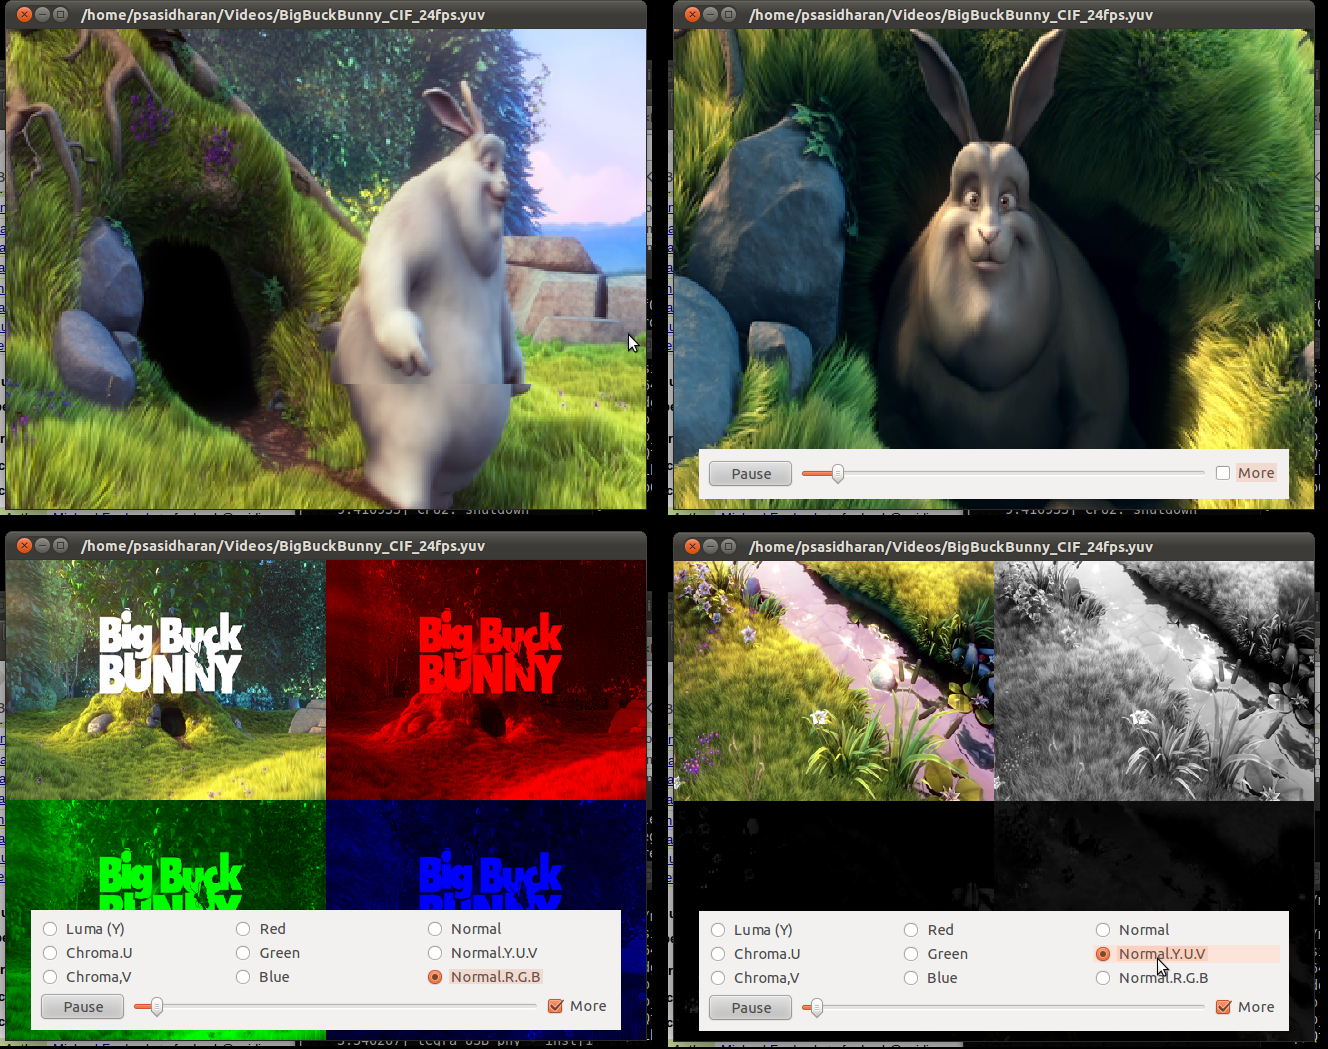 /home/psasidharan/Videos/BigBuckBunny_CIF_24fps.yuv
/home/psasidharan/Videos/BigBuckBunny_CIF_24fps.yuv
Pause
More
/home/psasidharan/Videos/BigBuckBunny_CIF_24fps.yuv
Big Buck
BUNNY
Big Buck
BUNNY
Big Buck
BUNNY
Big Buck
BUNNY
Luma (Y)
Red
Normal
Chroma.U
Green
Normal.Y.U.V
Chroma,V
Blue
Normal.R.G.B
Pause
More
/home/psasidharan/Videos/BigBuckBunny_CIF_24fps.yuv
Luma (Y)
Red
Normal
Chroma.U
Green
Normal.Y.U.V
Chroma,V
Blue
Normal.R.G.B
Pause
More